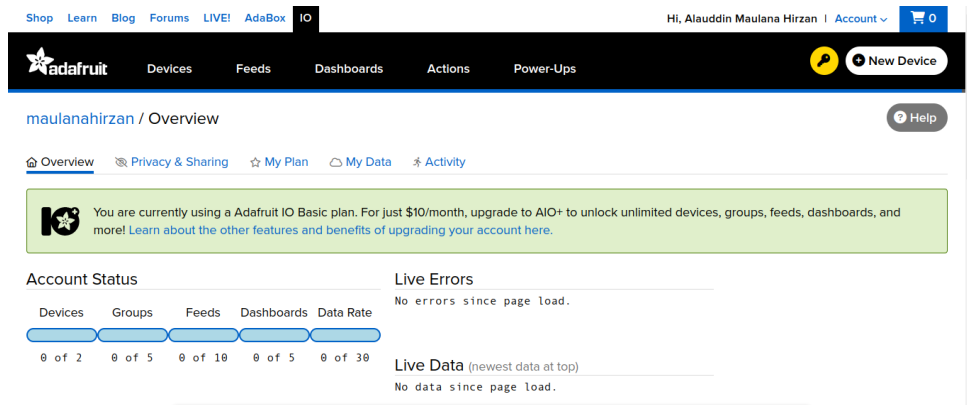 Shop Learn Blog Forums LIVE! AdaBox IO
Hi, Alauddin Maulana Hirzan | Account 0
adafruit Devices Feeds Dashboards Actions Power-Ups New Device
maulanahirzan / Overview
Help
Overview Privacy & Sharing My Plan My Data Activity
You are currently using a Adafruit IO Basic plan. For just $10/month, upgrade to AIO+ to unlock unlimited devices, groups, feeds, dashboards, and
more! Learn about the other features and benefits of upgrading your account here.
Account Status
Devices Groups Feeds Dashboards Data Rate
0 of 2 0 of 5 0 of 10 0 of 5 0 of 30
Live Errors
No errors since page load.
Live Data (newest data at top)
No data since page load.